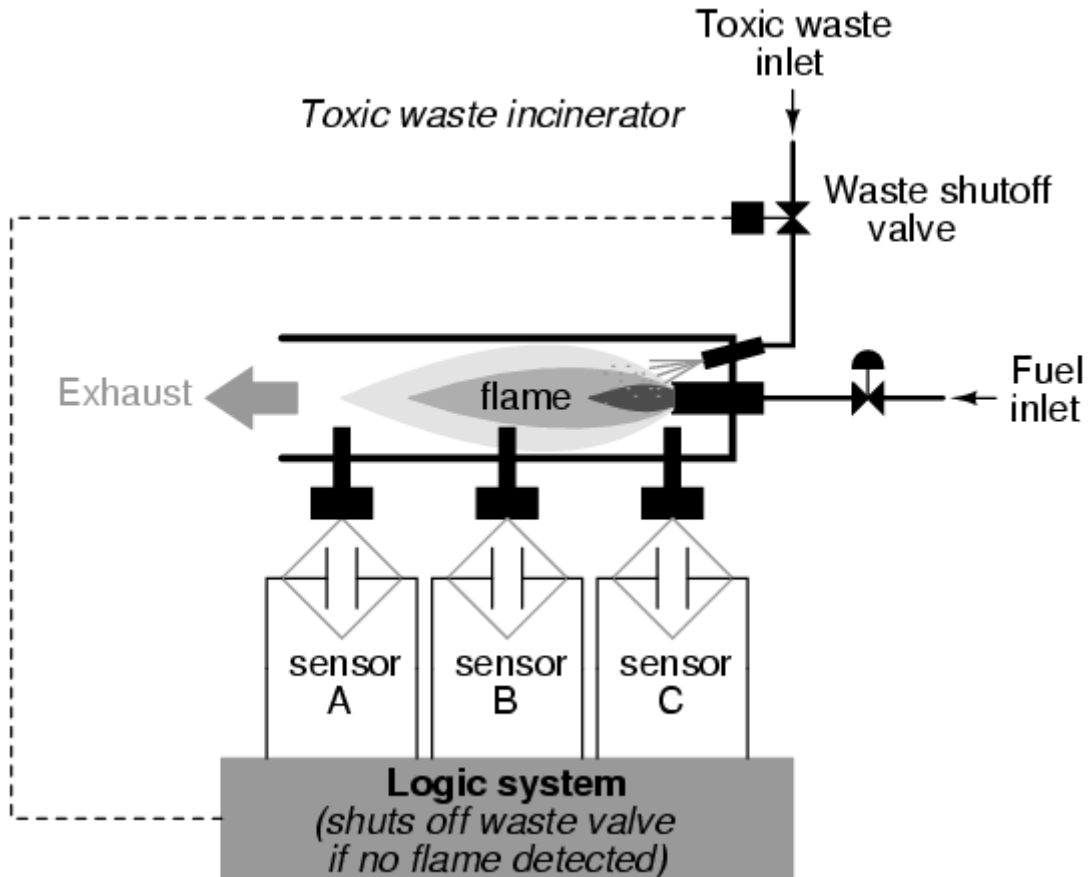 Toxic waste
inlet
Toxic waste incinerator
Waste shutoff
valve
Exhaust
flame
Fuel
inlet
sensor
A
sensor
B
sensor
C
Logic system
(shuts off waste valve
if no flame detected)